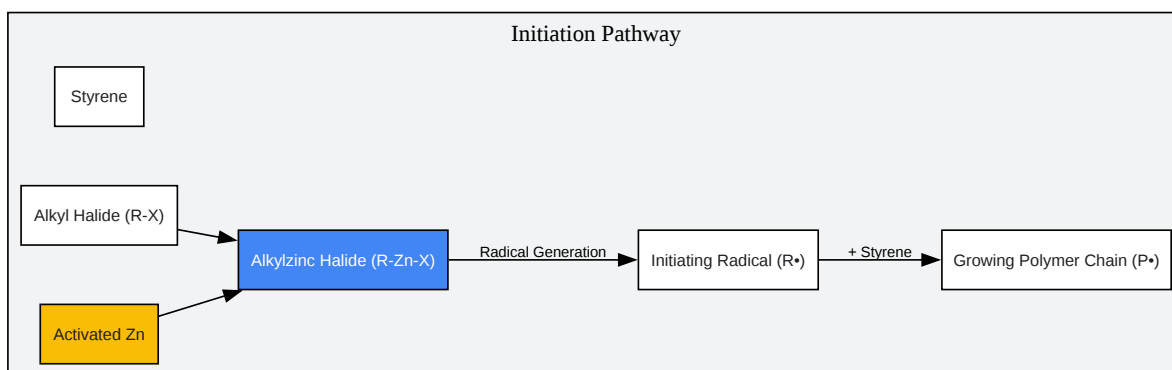 Initiation Pathway
Styrene
Alkyl Halide (R-X)
Activated Zn
Alkylzinc Halide (R-Zn-X)
Radical Generation
Initiating Radical (R•)
+ Styrene
Growing Polymer Chain (P•)